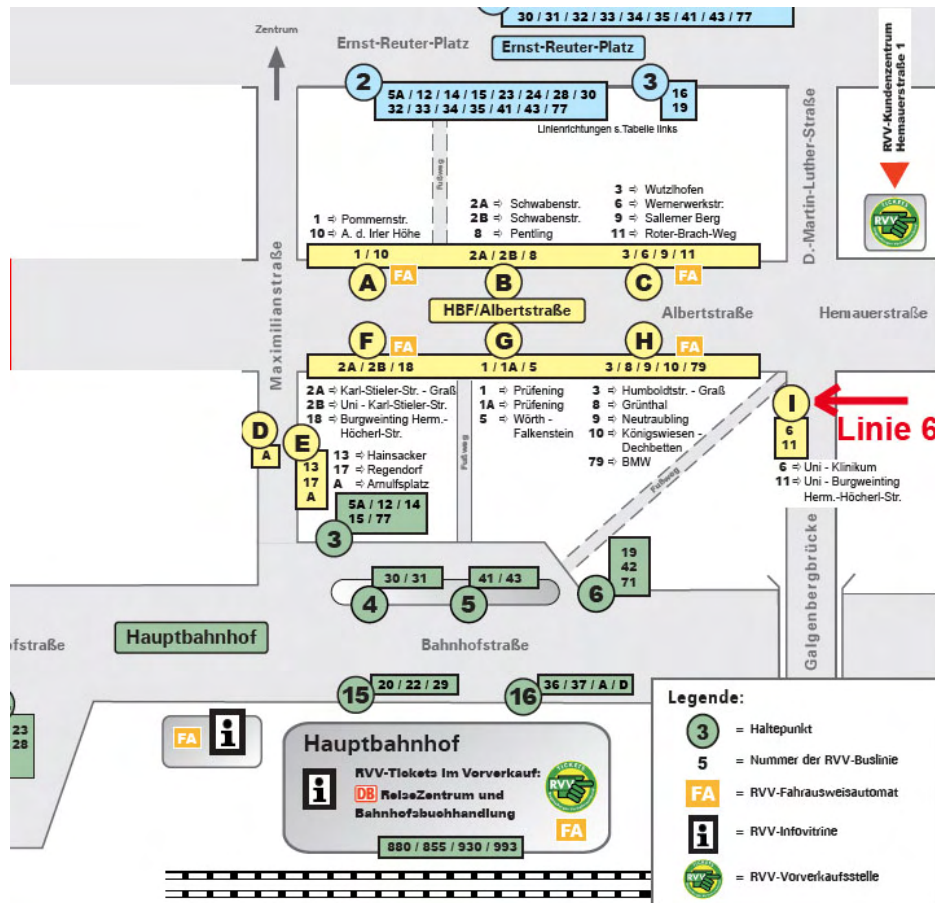 30 / 31 / 32 / 33 / 34 / 35 / 41 / 43 / 77
Zentrum
Ernst-Reuter-Platz
Ernst-Reuter-Platz
2
5A / 12 / 14 / 15 / 23 / 24 / 28 / 30
32 / 33 / 34 / 35 / 41 / 43 / 77
3
16
19
Linienrichtungen s.Tabelle links
RVV-Kundenzentrum
Hemauerstraße 1
TICKETS
RVV
D.-Martin-Luther-Straße
Fußweg
1 ⇨ Pommernstr.
10 ⇨ A. d. Irler Höhe
2A ⇨ Schwabenstr.
2B ⇨ Schwabenstr.
8 ⇨ Pentling
3 ⇨ Wutzlhofen
6 ⇨ Wernerwerkstr.
9 ⇨ Sallerner Berg
11 ⇨ Roter-Brach-Weg
1 / 10
2A / 2B / 8
3 / 6 / 9 / 11
A
FA
B
C
FA
Maximilianstraße
HBF/Albertstraße
Albertstraße
Hemauerstraße
F
FA
G
H
FA
2A / 2B / 18
1 / 1A / 5
3 / 8 / 9 / 10 / 79
2A ⇨ Karl-Stieler-Str. - Graß
2B ⇨ Uni - Karl-Stieler-Str.
18 ⇨ Burgweinting Herm.-
Höcherl-Str.
1 ⇨ Prüfening
1A ⇨ Prüfening
5 ⇨ Wörth -
Falkenstein
3 ⇨ Humboldtstr. - Graß
8 ⇨ Grünthal
9 ⇨ Neutraubling
10 ⇨ Königswiesen -
Dechbetten
79 ⇨ BMW
I
6
11
Linie 6
6 ⇨ Uni - Klinikum
11 ⇨ Uni - Burgweinting
Herm.-Höcherl-Str.
D
A
E
13
17
A
13 ⇨ Hainsacker
17 ⇨ Regendorf
A ⇨ Arnulfsplatz
Fußweg
Fußweg
5A / 12 / 14
15 / 77
3
30 / 31
4
41 / 43
5
19
42
71
6
Galgenbergbrücke
ofstraße
Hauptbahnhof
Bahnhofstraße
15
20 / 22 / 29
16
36 / 37 / A / D
23
28
FA
i
Hauptbahnhof
i
RVV-Tickets im Vorverkauf:
DB ReiseZentrum und
Bahnhofsbuchhandlung
TICKETS
RVV
FA
880 / 855 / 930 / 993
Legende:
3 = Haltepunkt
5 = Nummer der RVV-Buslinie
FA = RVV-Fahrausweisautomat
i = RVV-Infovitrine
RVV = RVV-Vorverkaufsstelle